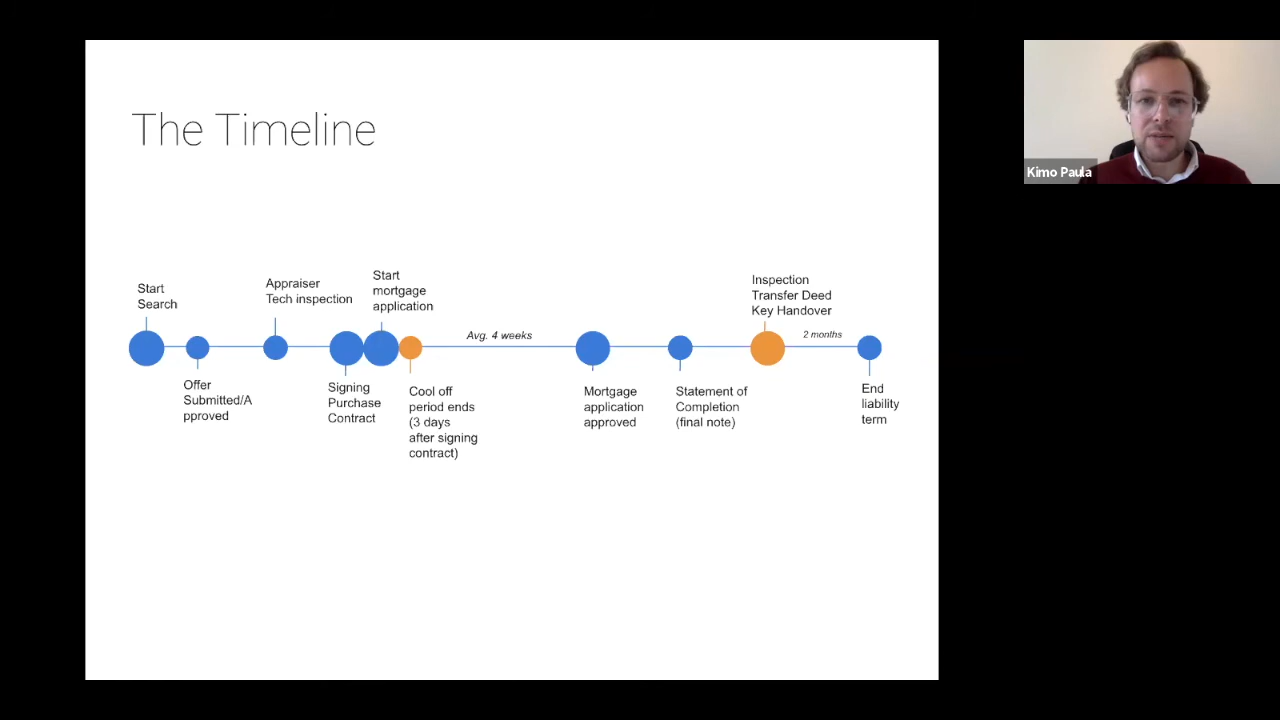 The Timeline
Kimo Paula
Start
Search
Offer
Submitted/A
pproved
Appraiser
Tech inspection
Signing
Purchase
Contract
Start
mortgage
application
Cool off
period ends
(3 days
after signing
contract)
Avg. 4 weeks
Mortgage
application
approved
Statement of
Completion
(final note)
Inspection
Transfer Deed
Key Handover
2 months
End
liability
term